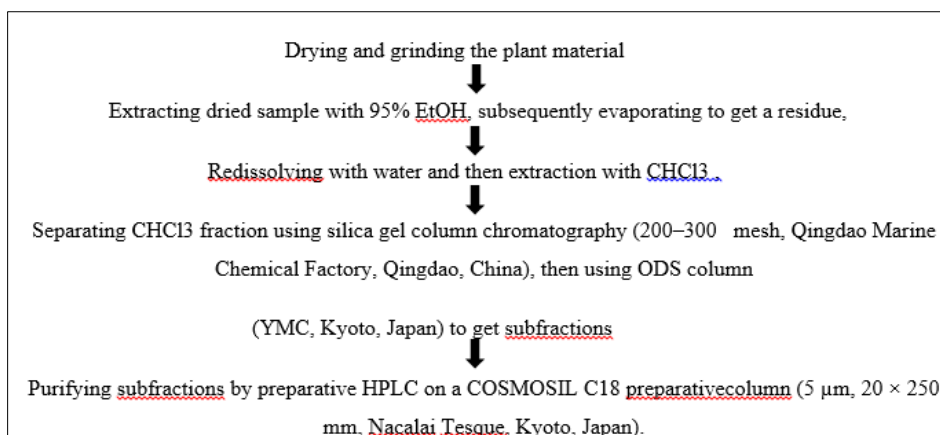 Drying and grinding the plant material
Extracting dried sample with 95% EtOH, subsequently evaporating to get a residue,
Redissolving with water and then extraction with CHCl3 ,
Separating CHCl3 fraction using silica gel column chromatography (200–300 mesh, Qingdao Marine
Chemical Factory, Qingdao, China), then using ODS column
(YMC, Kyoto, Japan) to get subfractions
Purifying subfractions by preparative HPLC on a COSMOSIL C18 preparativecolumn (5 µm, 20 × 250
mm, Nacalai Tesque, Kyoto, Japan).